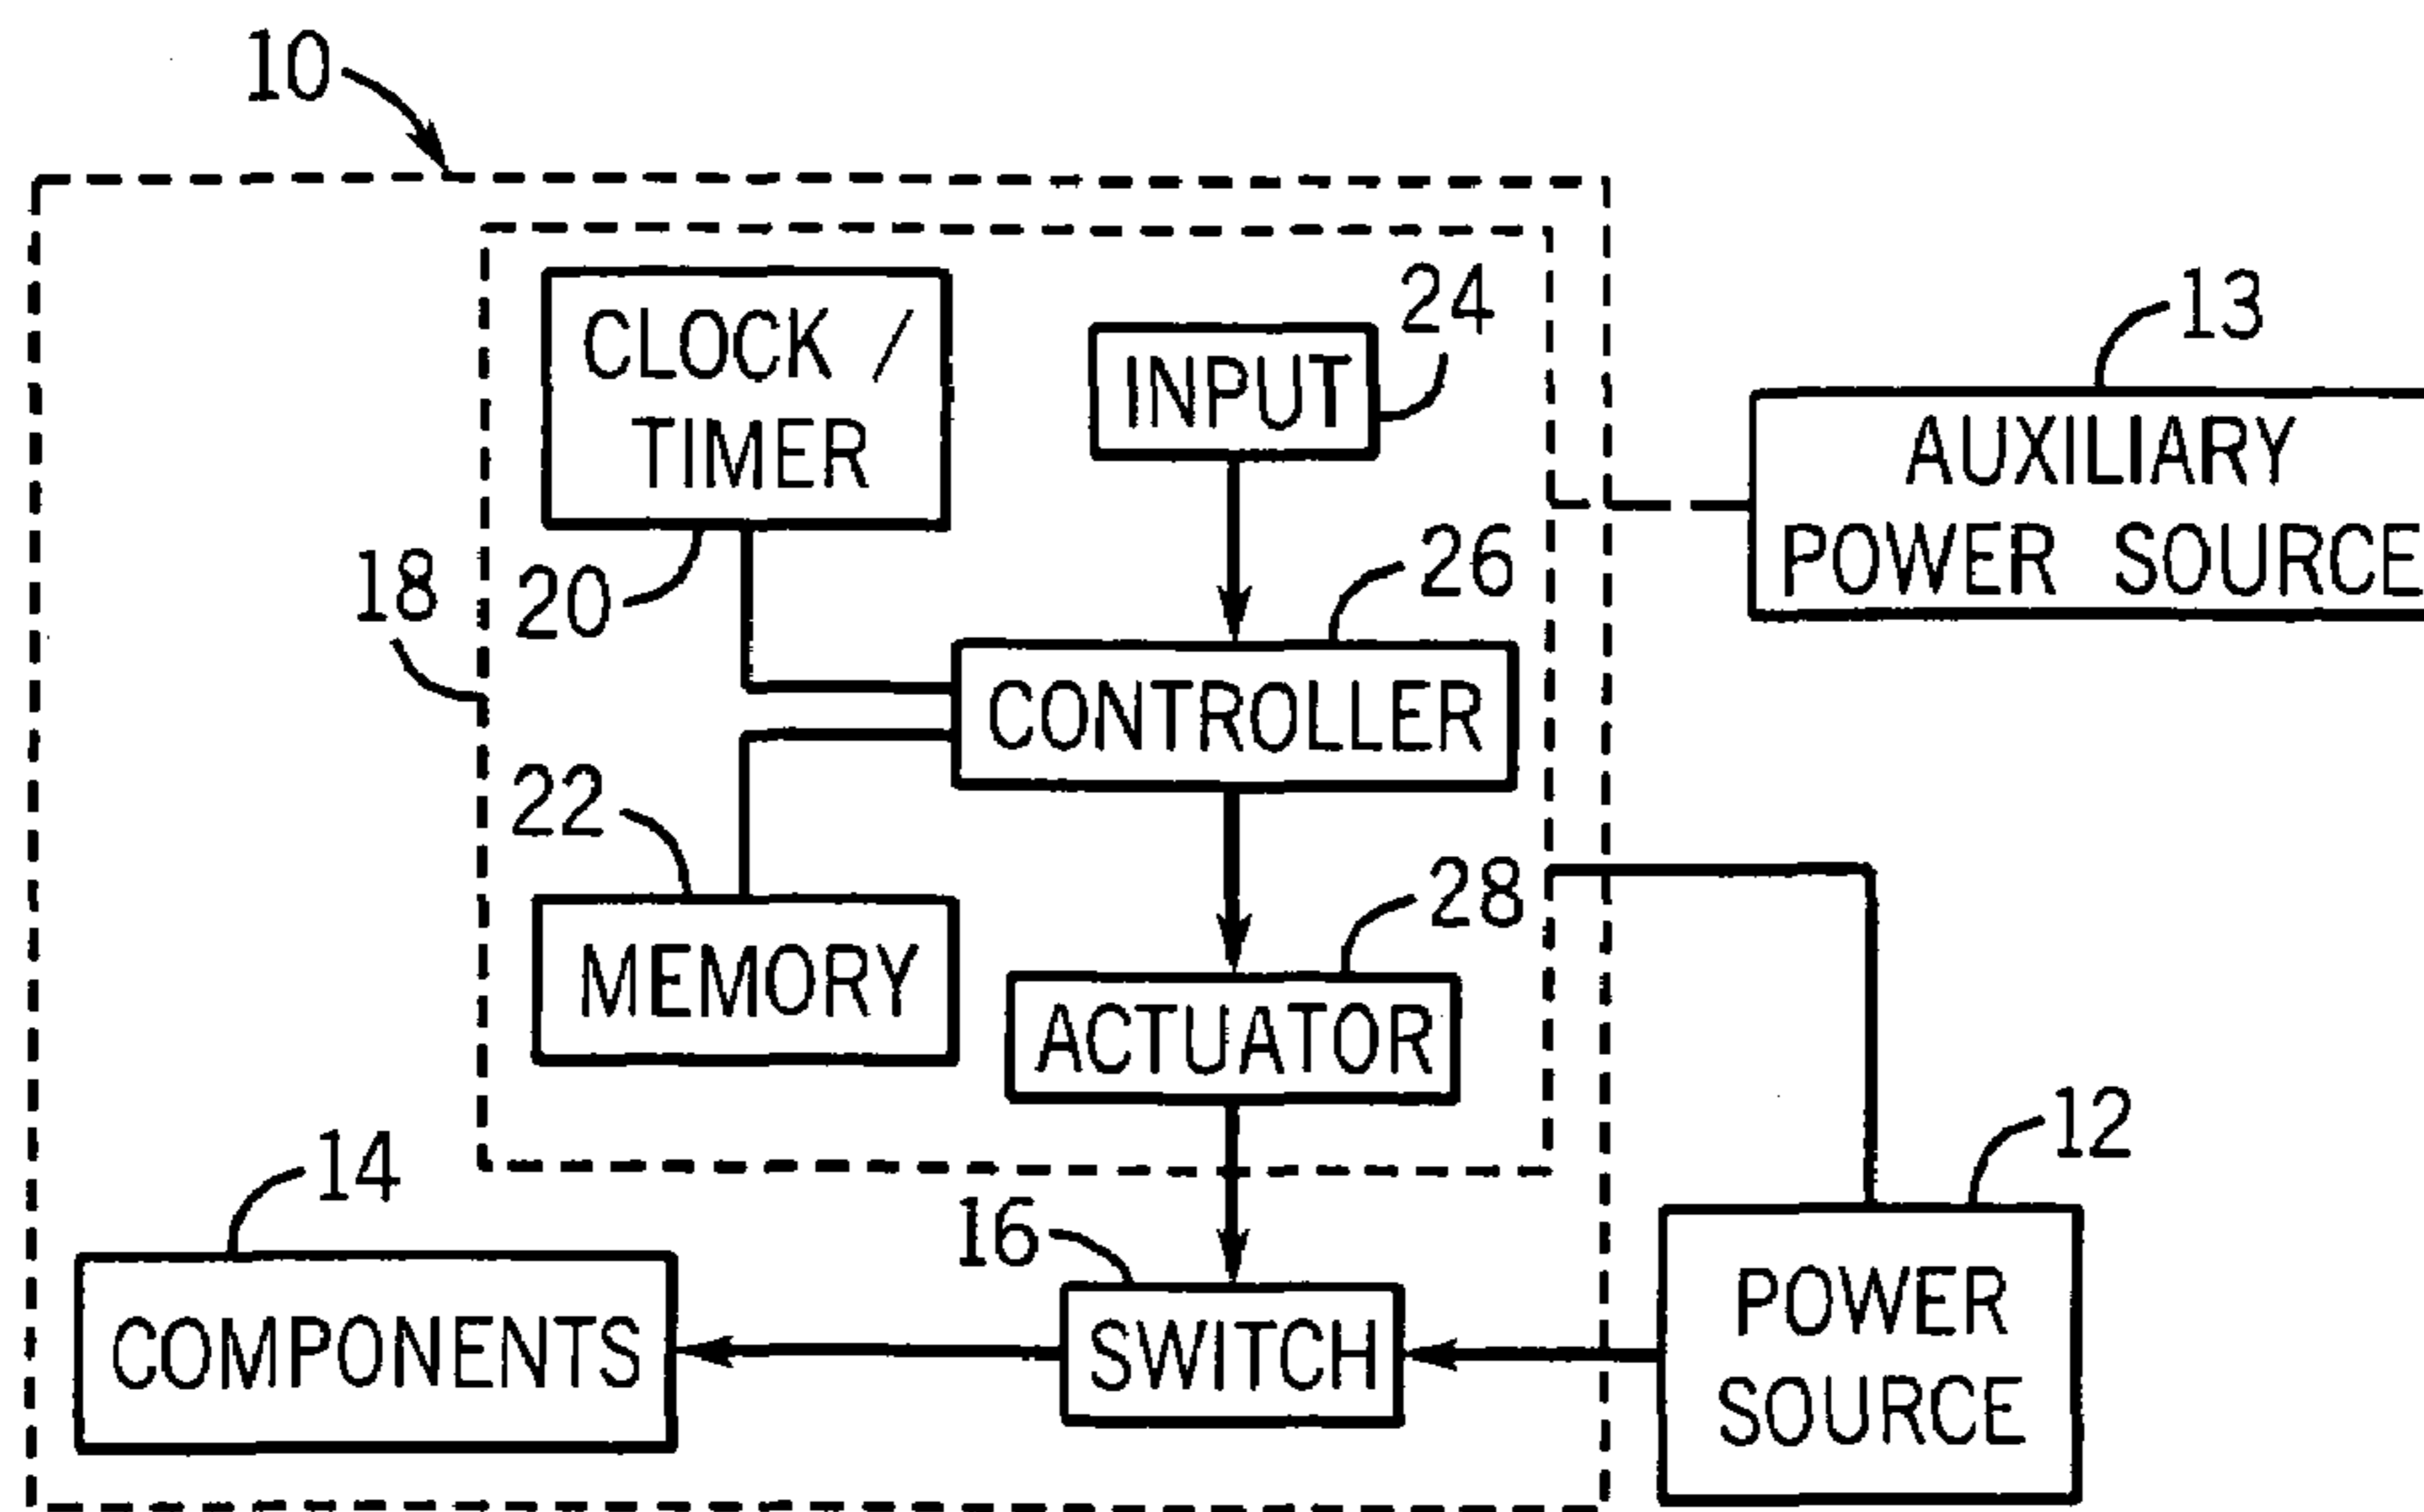 10
CLOCK /
TIMER
24
INPUT
13
AUXILIARY
POWER SOURCE
18
20
26
CONTROLLER
22
MEMORY
28
ACTUATOR
14
COMPONENTS
16
SWITCH
12
POWER
SOURCE